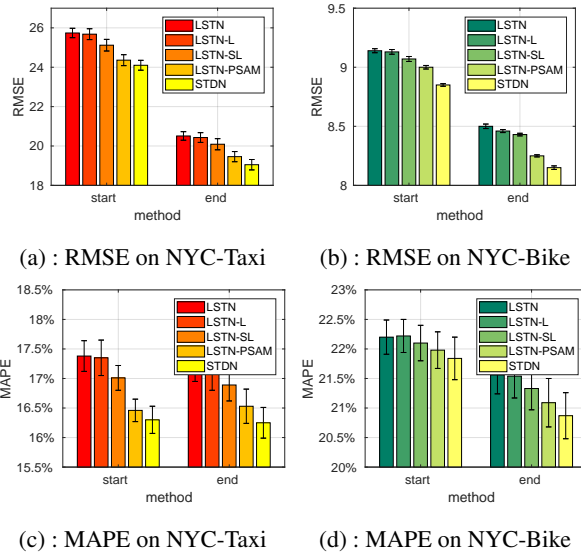 26
24
22
20
18
RMSE
LSTN
LSTN-L
LSTN-SL
LSTN-PSAM
STDN
start
end
method
(a) : RMSE on NYC-Taxi
9.5
9
8.5
8
RMSE
LSTN
LSTN-L
LSTN-SL
LSTN-PSAM
STDN
start
end
method
(b) : RMSE on NYC-Bike
18.5%
18%
17.5%
17%
16.5%
16%
15.5%
MAPE
LSTN
LSTN-L
LSTN-SL
LSTN-PSAM
STDN
start
end
method
(c) : MAPE on NYC-Taxi
23%
22.5%
22%
21.5%
21%
20.5%
20%
MAPE
LSTN
LSTN-L
LSTN-SL
LSTN-PSAM
STDN
start
end
method
(d) : MAPE on NYC-Bike